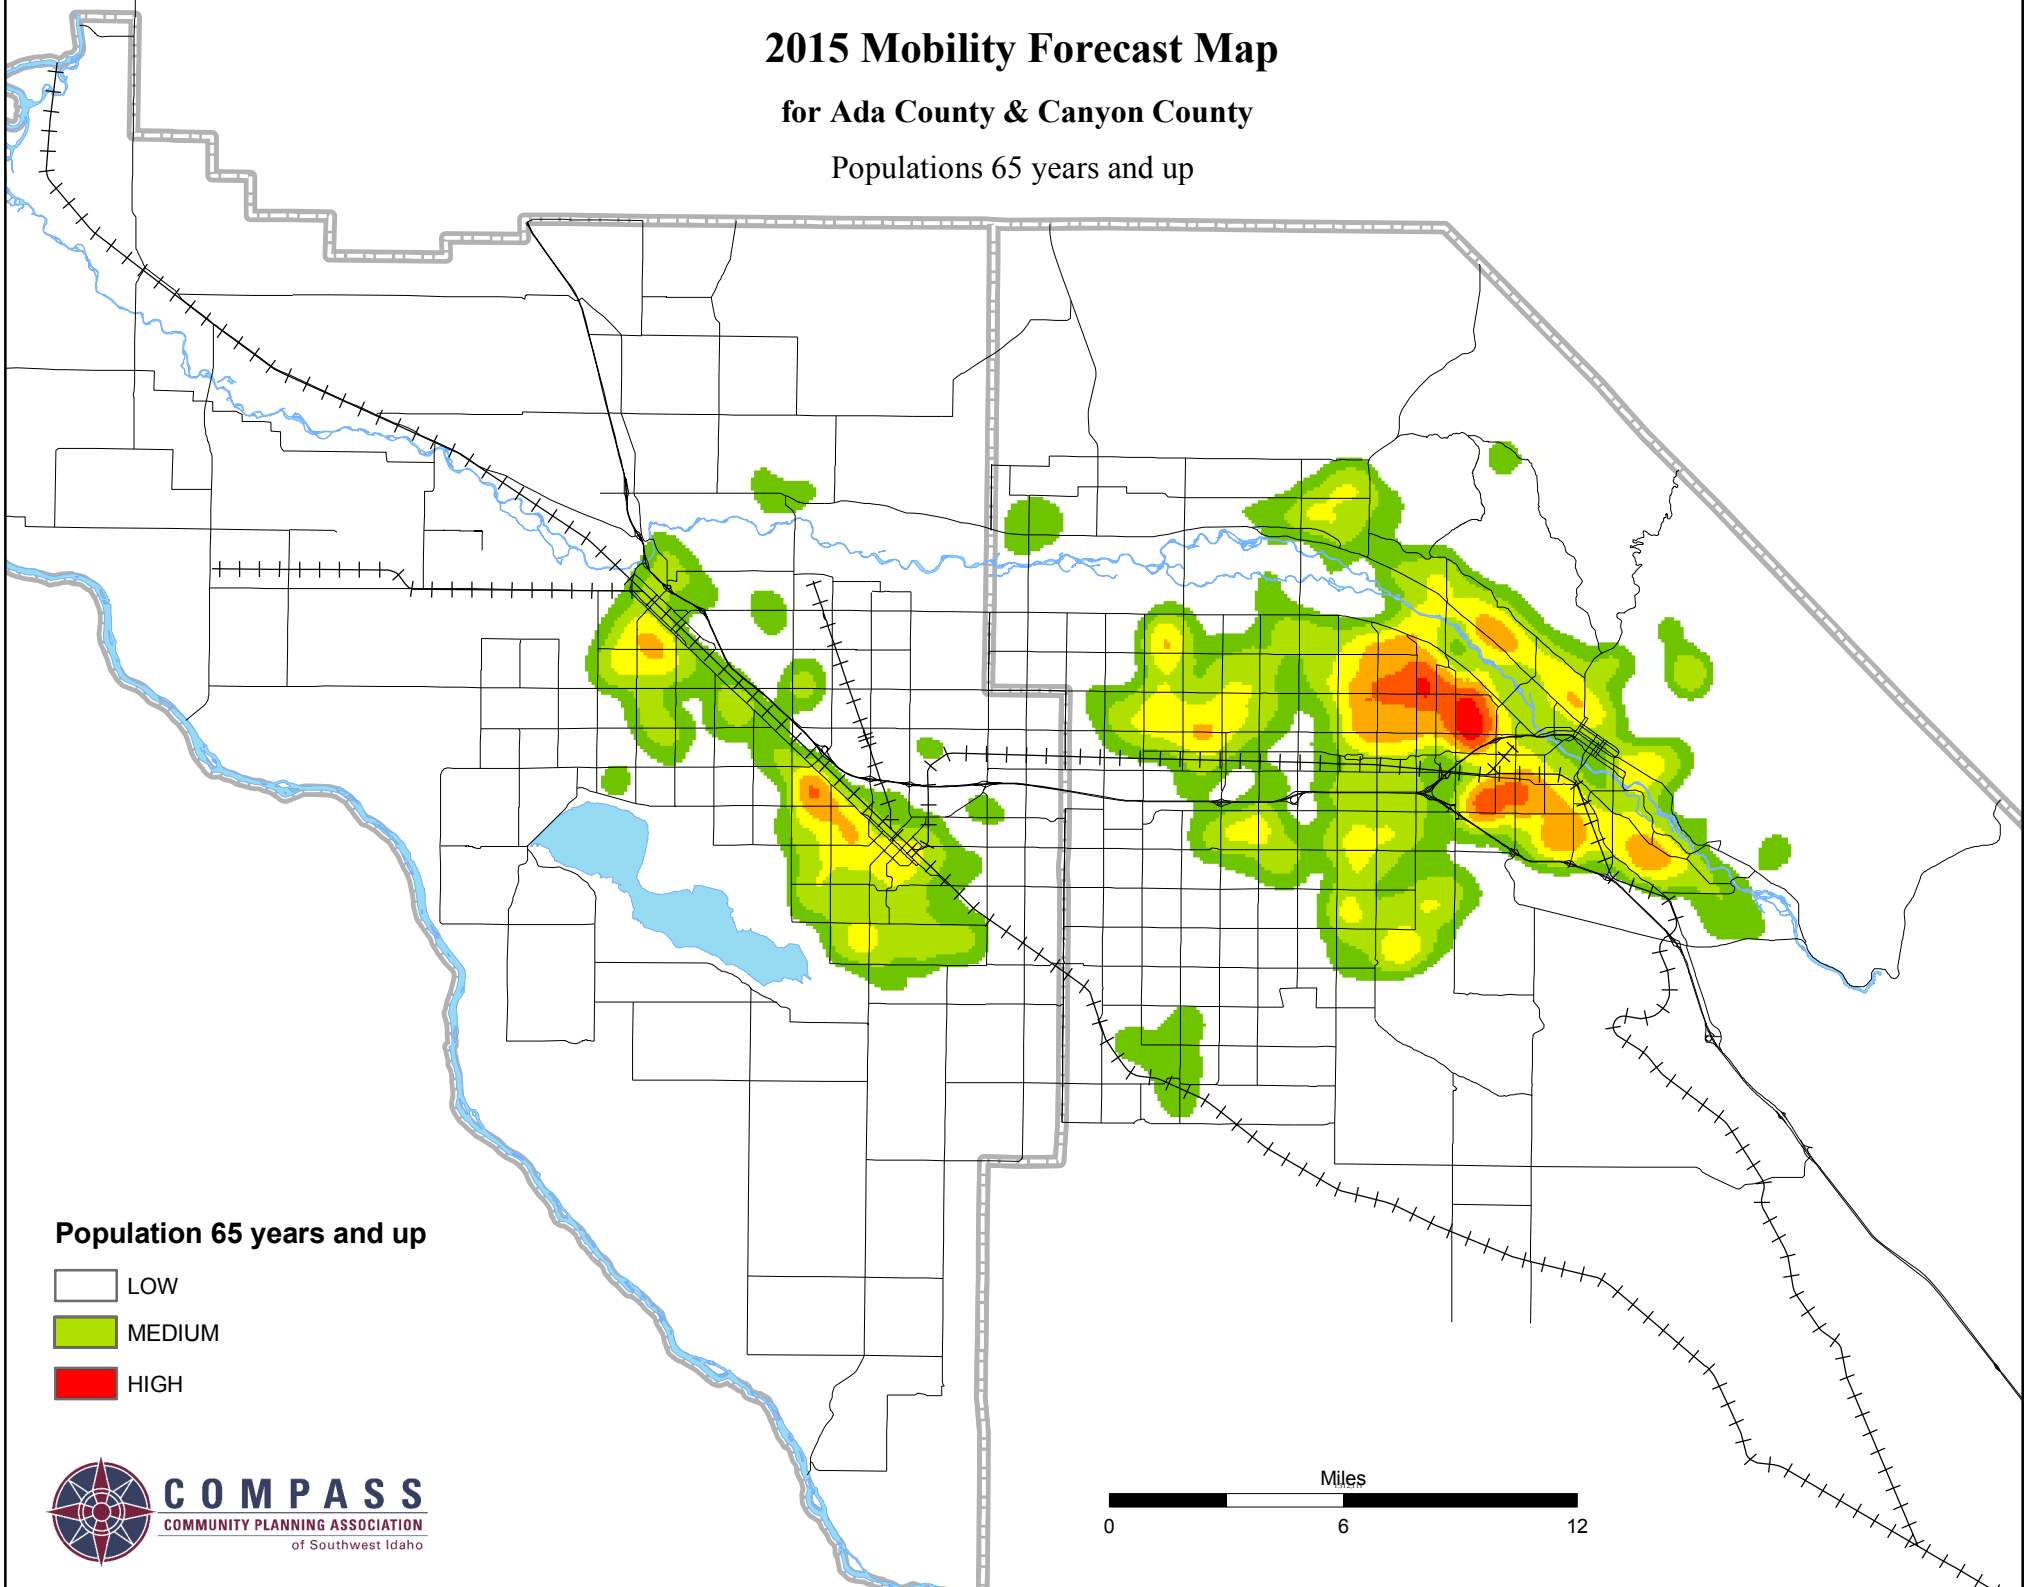 2015 Mobility Forecast Map
for Ada County & Canyon County
Populations 65 years and up
Population 65 years and up
LOW
MEDIUM
HIGH
COMPASS
COMMUNITY PLANNING ASSOCIATION
of Southwest Idaho
Miles
0 6 12